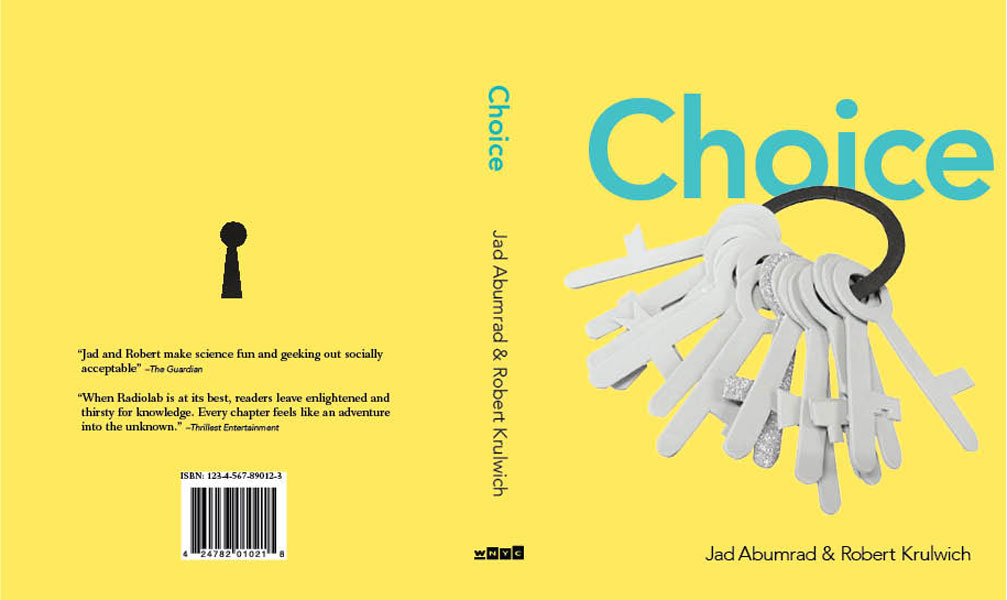 “Jad and Robert make science fun and geeking out socially
acceptable” –The Guardian
“When Radiolab is at its best, readers leave enlightened and
thirsty for knowledge. Every chapter feels like an adventure
into the unknown.” –Thrillest Entertainment
ISBN: 123-4-567-89012-3
4 24782 01021 8
Choice
Jad Abumrad & Robert Krulwich
WNYC
Choice
Jad Abumrad & Robert Krulwich